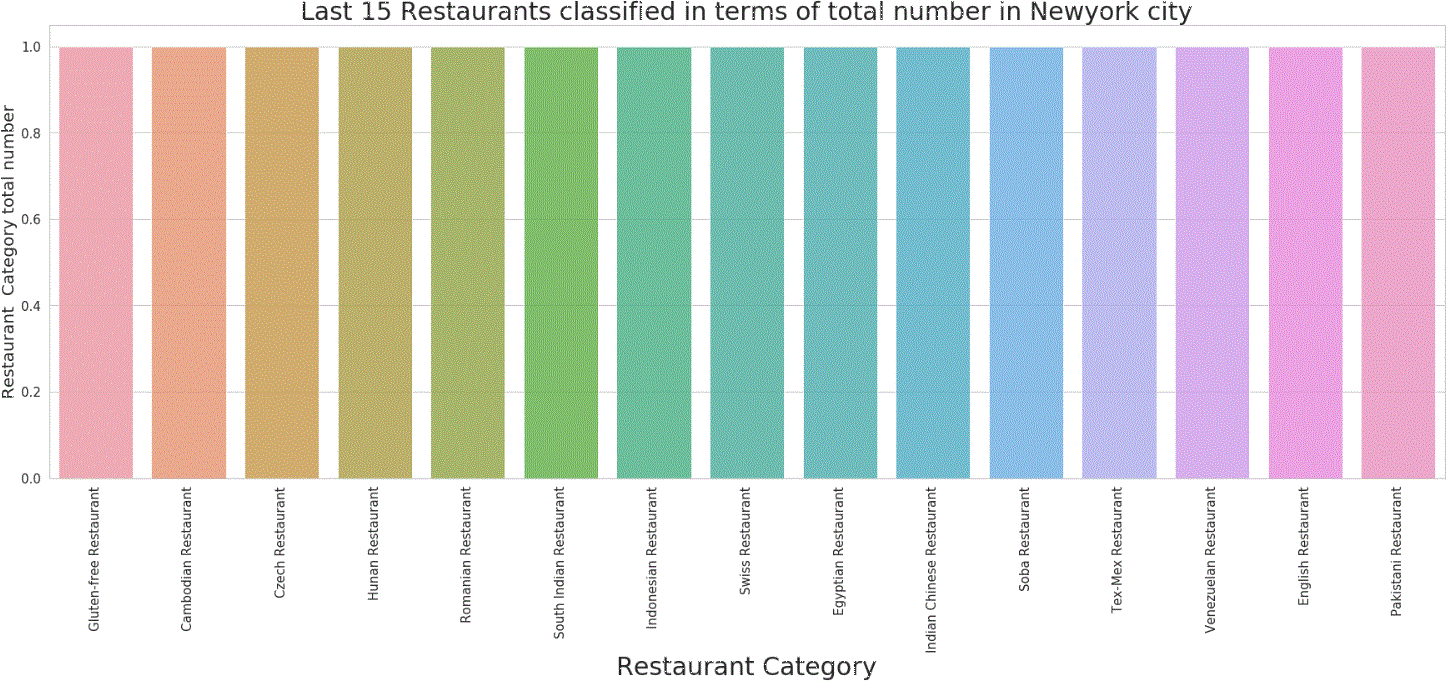 Last 15 Restaurants classified in terms of total number in Newyork city
Restaurant Category total number
1.0
0.8
0.6
0.4
0.2
0.0
Gluten-free Restaurant
Cambodian Restaurant
Czech Restaurant
Hunan Restaurant
Romanian Restaurant
South Indian Restaurant
Indonesian Restaurant
Swiss Restaurant
Egyptian Restaurant
Indian Chinese Restaurant
Soba Restaurant
Tex-Mex Restaurant
Venezuelan Restaurant
English Restaurant
Pakistani Restaurant
Restaurant Category